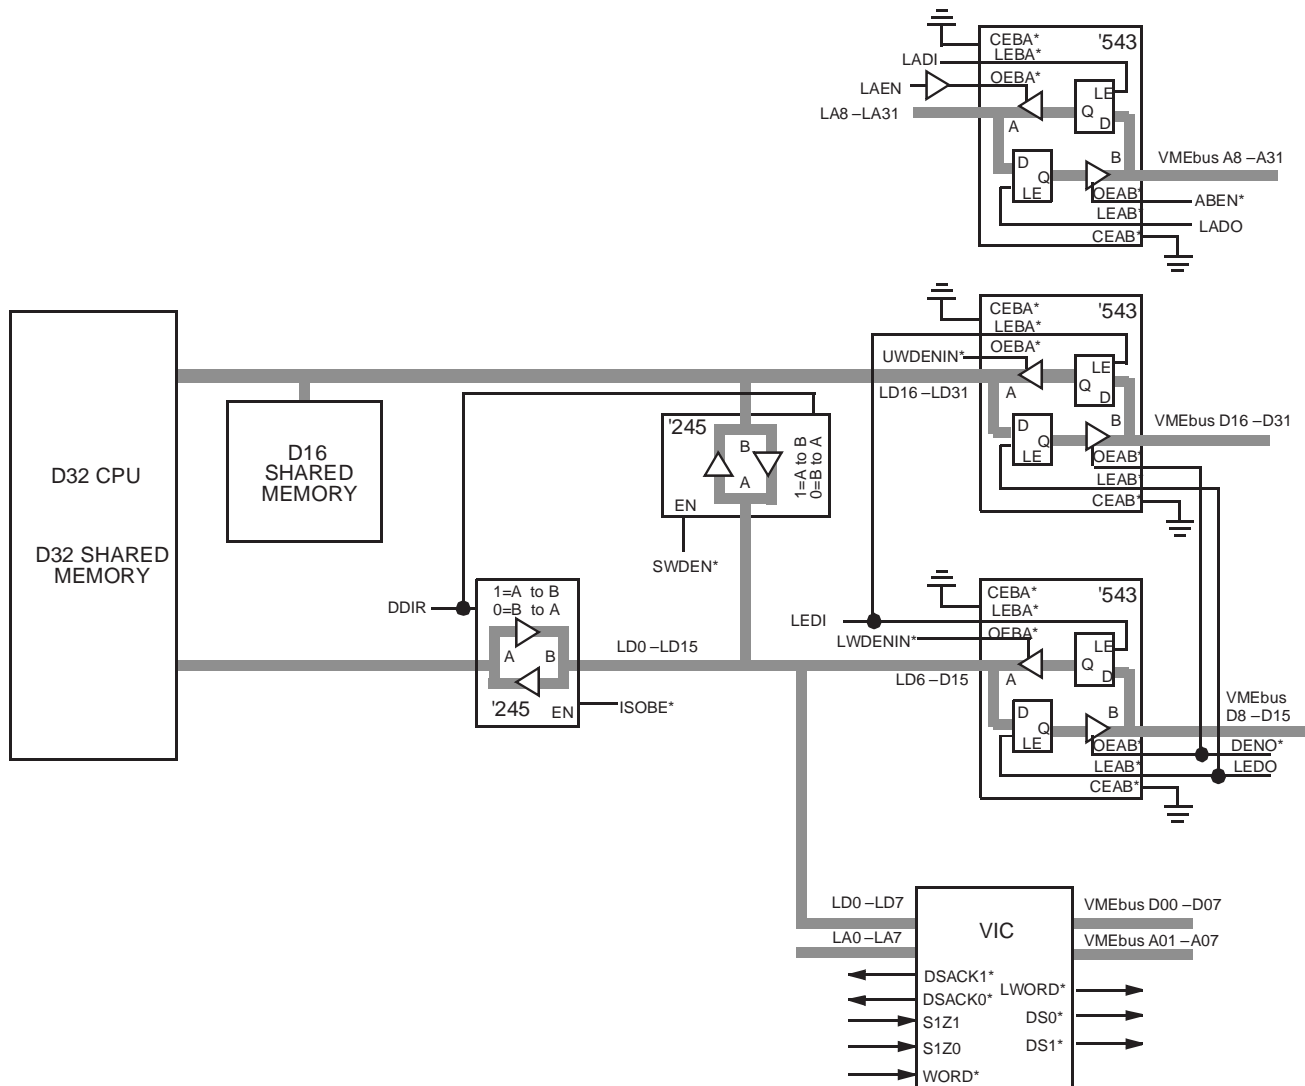 CEBA*
'543
LADI
LEBA*
LAEN
OEBA*
LE
Q
D
LA8 –LA31
A
B
VMEbus A8 –A31
D
Q
LE
OEAB*
ABEN*
LEAB*
LADO
CEAB*
CEBA*
'543
LEBA*
UWDENIN*
OEBA*
LE
Q
D
LD16 –LD31
A
B
VMEbus D16 –D31
D
Q
LE
OEAB*
LEAB*
CEAB*
D32 CPU
D32 SHARED
MEMORY
D16
SHARED
MEMORY
'245
B
A
1=A to B
0=B to A
EN
SWDEN*
DDIR
1=A to B
0=B to A
A
B
'245
EN
ISOBE*
LD0 –LD15
CEBA*
'543
LEBA*
LEDI
LWDENIN*
OEBA*
LE
Q
D
LD6 –D15
A
B
VMEbus
D8 –D15
D
Q
LE
OEAB*
DENO*
LEAB*
LEDO
CEAB*
LD0 –LD7
LA0 –LA7
VIC
VMEbus D00 –D07
VMEbus A01 –A07
DSACK1*
DSACK0*
S1Z1
S1Z0
WORD*
LWORD*
DS0*
DS1*